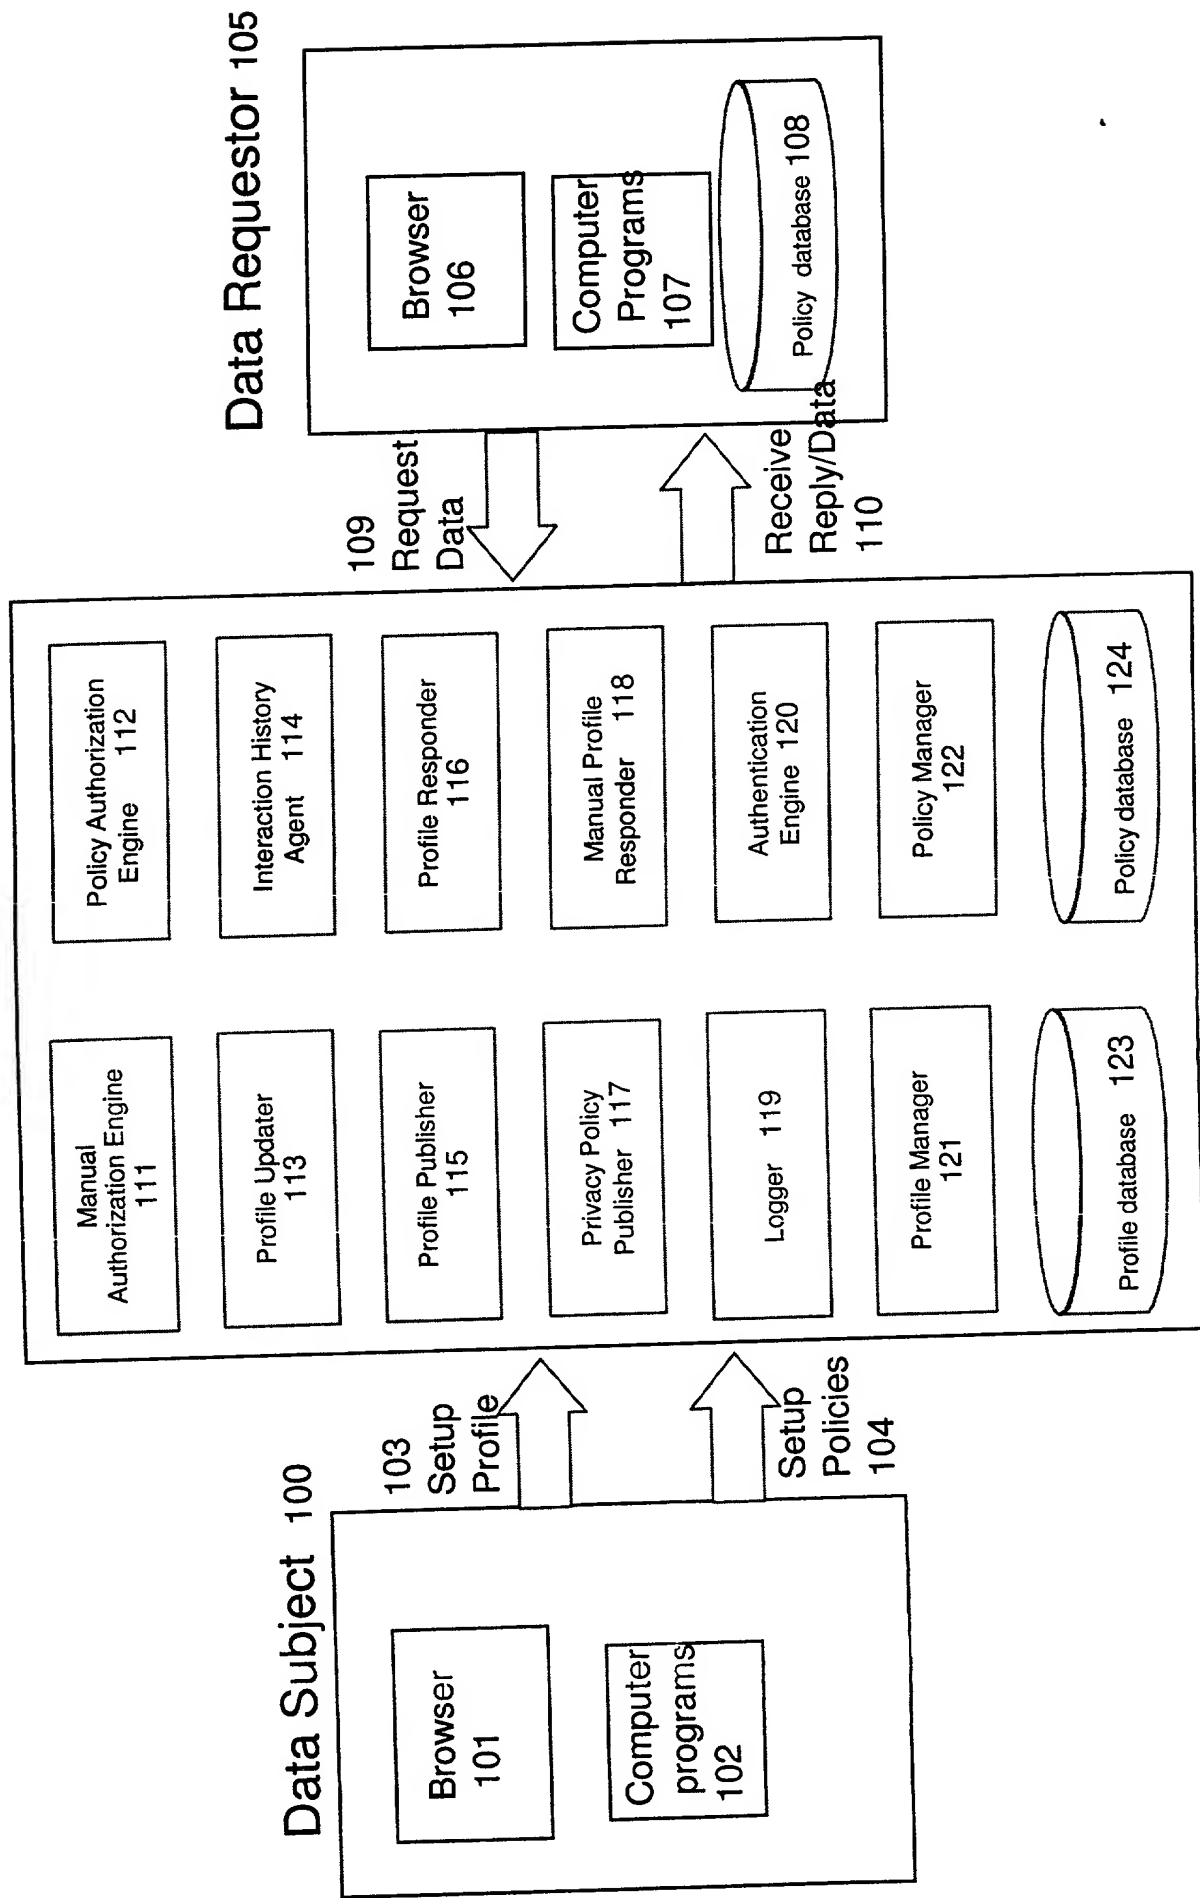 Data Subject 100
Browser
101
Computer
programs
102
103
Setup
Profile
Setup
Policies
104
Manual
Authorization Engine
111
Policy Authorization
Engine 112
Profile Updater
113
Interaction History
Agent 114
Profile Publisher
115
Profile Responder
116
Privacy Policy
Publisher 117
Manual Profile
Responder 118
Logger 119
Authentication
Engine 120
Profile Manager
121
Policy Manager
122
Profile database 123
Policy database 124
109
Request
Data
Receive
Reply/Data
110
Data Requestor 105
Browser
106
Computer
Programs
107
Policy database 108